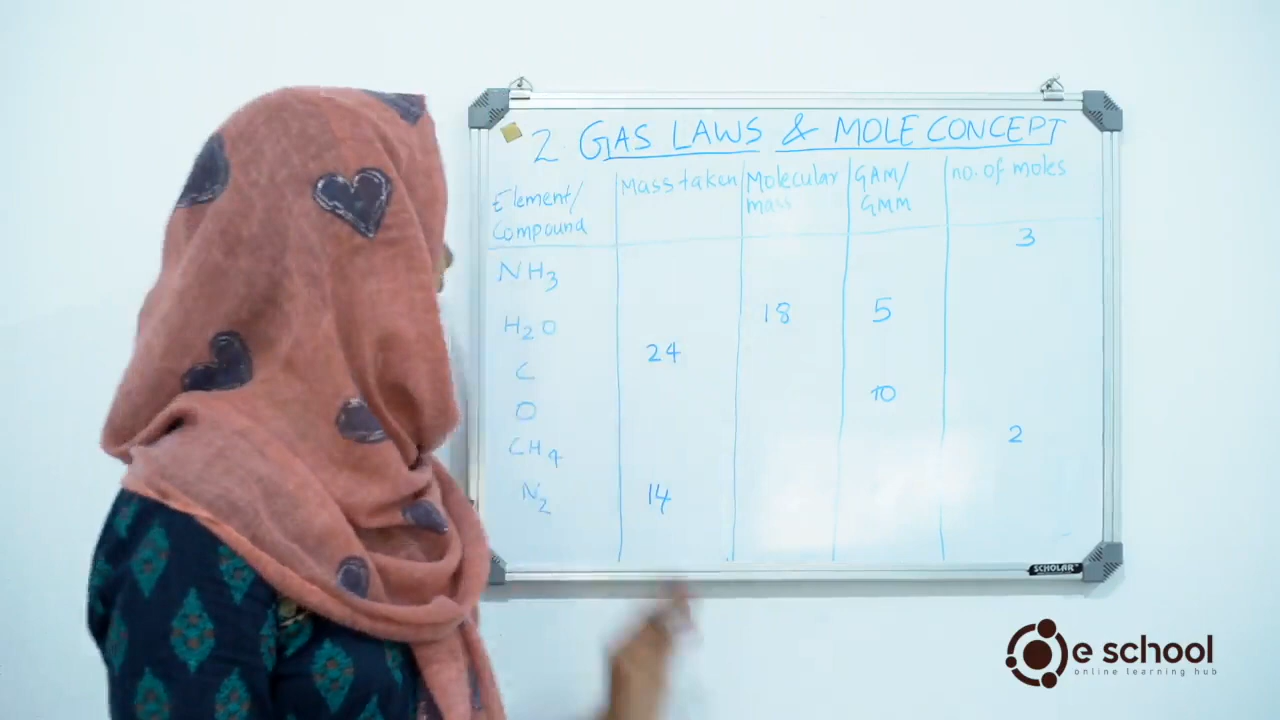 2. GAS LAWS & MOLE CONCEPT
Element/ Mass taken Molecular GAM/ no. of moles
Compound mass GMM
3
NH3
H2O 18 5
C 24
O 10
CH4 2
N2 14
SCHOLAR
e school
online learning hub